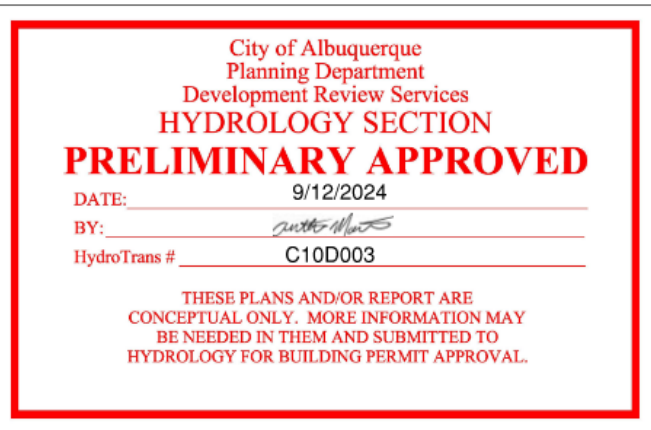 City of Albuquerque
Planning Department
Development Review Services
HYDROLOGY SECTION
PRELIMINARY APPROVED
DATE: 9/12/2024
BY:
HydroTrans # C10D003
THESE PLANS AND/OR REPORT ARE
CONCEPTUAL ONLY. MORE INFORMATION MAY
BE NEEDED IN THEM AND SUBMITTED TO
HYDROLOGY FOR BUILDING PERMIT APPROVAL.